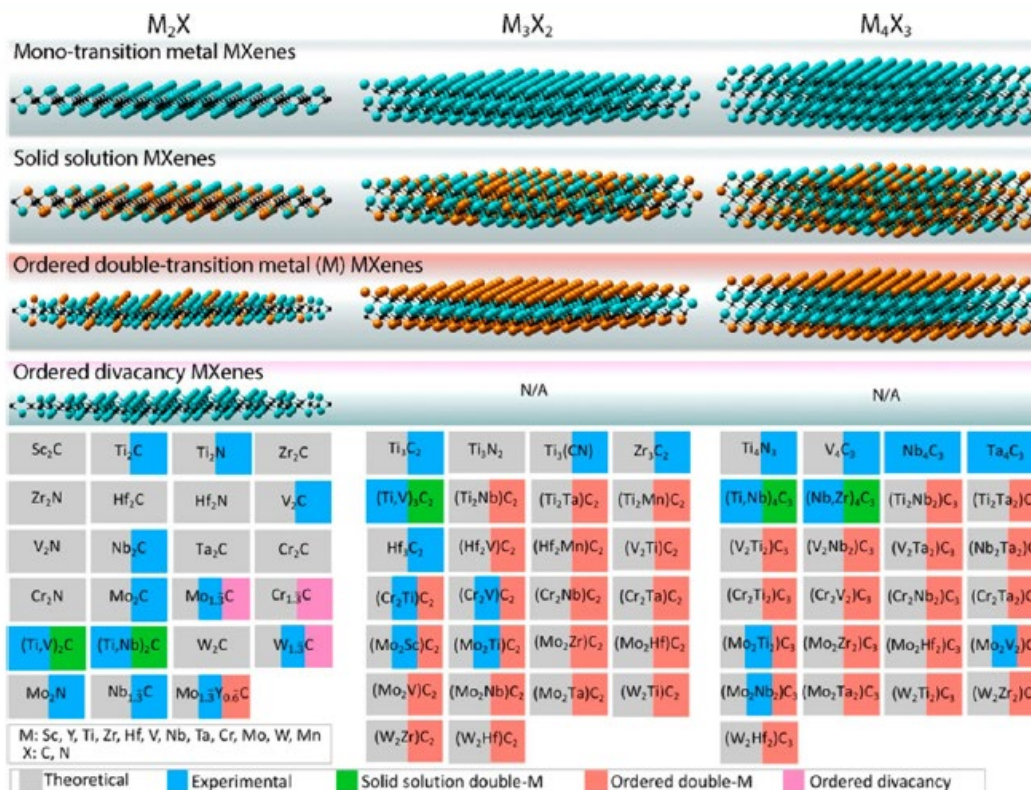 M₂X M₃X₂ M₄X₃
Mono-transition metal MXenes
Solid solution MXenes
Ordered double-transition metal (M) MXenes
Ordered divacancy MXenes
N/A N/A
Sc₂C Ti₂C Ti₂N Zr₂C Ti₃C₂ Ti₃N₂ Ti₃(CN) Zr₃C₂ Ti₄N₃ V₄C₃ Nb₄C₃ Ta₄C₃
Zr₂N Hf₂C Hf₂N V₂C (Ti,V)₃C₂ (Ti₂Nb)C₂ (Ti₂Ta)C₂ (Ti₂Mn)C₂ (Ti,Nb)₄C₃ (Nb,Zr)₄C₃ (Ti₂Nb₂)C₃ (Ti₂Ta₂)C
V₂N Nb₂C Ta₂C Cr₂C Hf₃C₂ (Hf₂V)C₂ (Hf₂Mn)C₂ (V₂Ti)C₂ (V₂Ti₂)C₃ (V₂Nb₂)C₃ (V₂Ta₂)C₃ (Nb₂Ta₂)C
Cr₂N Mo₂C Mo₁.₃C Cr₁.₃C (Cr₂Ti)C₂ (Cr₂V)C₂ (Cr₂Nb)C₂ (Cr₂Ta)C₂ (Cr₂Ti₂)C₃ (Cr₂V₂)C₃ (Cr₂Nb₂)C₃ (Cr₂Ta₂)C
(Ti,V)₂C (Ti,Nb)₂C W₂C W₁.₃C (Mo₂Sc)C₂ (Mo₂Ti)C₂ (Mo₂Zr)C₂ (Mo₂Hf)C₂ (Mo₂Ti₂)C₃ (Mo₂Zr₂)C₃ (Mo₂Hf₂)C₃ (Mo₂V₂)C
Mo₂N Nb₁.₃C Mo₁.₃Y₀.₆C (Mo₂V)C₂ (Mo₂Nb)C₂ (Mo₂Ta)C₂ (W₂Ti)C₂ (Mo₂Nb₂)C₃ (Mo₂Ta₂)C₃ (W₂Ti₂)C₃ (W₂Zr₂)C
(W₂Zr)C₂ (W₂Hf)C₂ (W₂Hf₂)C₃
M: Sc, Y, Ti, Zr, Hf, V, Nb, Ta, Cr, Mo, W, Mn
X: C, N
Theoretical Experimental Solid solution double-M Ordered double-M Ordered divacancy